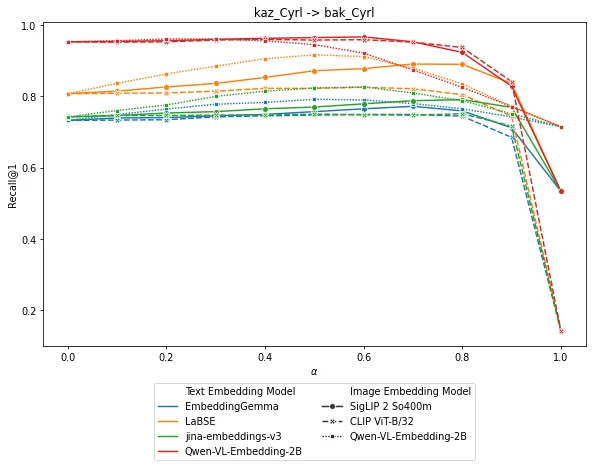 kaz_Cyrl -> bak_Cyrl
1.0
0.8
0.6
0.4
0.2
Recall@1
0.0 0.2 0.4 0.6 0.8 1.0
α
Text Embedding Model Image Embedding Model
EmbeddingGemma SigLIP 2 So400m
LaBSE CLIP ViT-B/32
jina-embeddings-v3 Qwen-VL-Embedding-2B
Qwen-VL-Embedding-2B